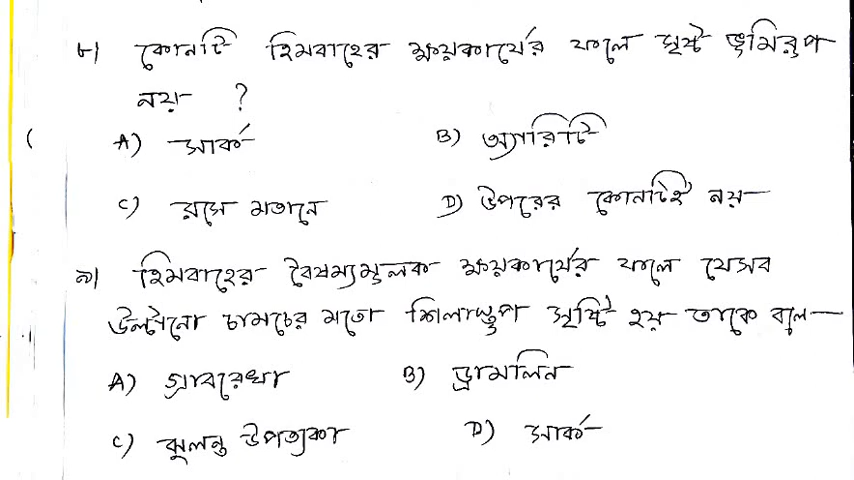 ৮। কোনটি হিমবাহের ক্ষয়কার্যের ফলে সৃষ্ট ভূমিরুপ
নয় ?
A) সার্ক B) অ্যারিটি
C) রসে মতানে D) উপরের কোনটিই নয়
৯। হিমবাহের বৈষম্যমূলক ক্ষয়কার্যের ফলে যেসব
উল্টানো চামচের মতো শিলাস্তুপ সৃষ্টি হয় তাকে বলে —
A) গ্রাবরেখা B) ড্রামলিন
C) ঝুলন্ত উপত্যকা D) সার্ক